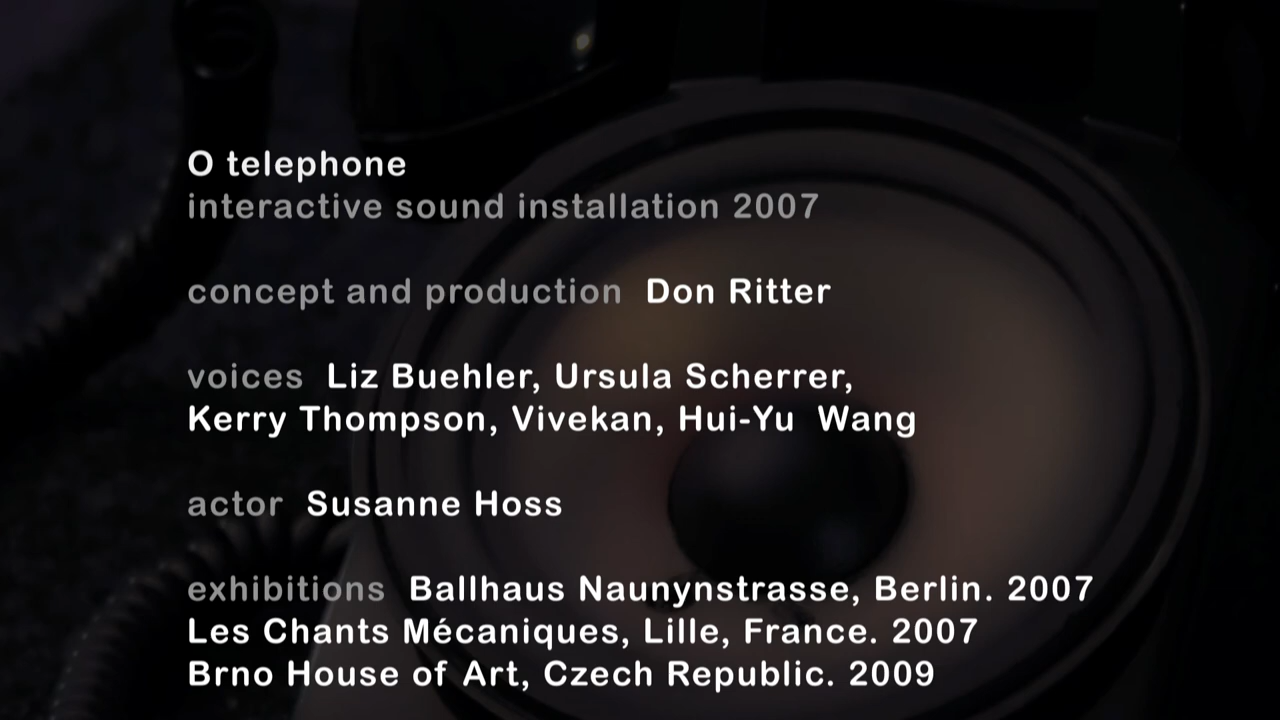 O telephone
interactive sound installation 2007
concept and production Don Ritter
voices Liz Buehler, Ursula Scherrer,
Kerry Thompson, Vivekan, Hui-Yu Wang
actor Susanne Hoss
exhibitions Ballhaus Naunynstrasse, Berlin. 2007
Les Chants Mécaniques, Lille, France. 2007
Brno House of Art, Czech Republic. 2009